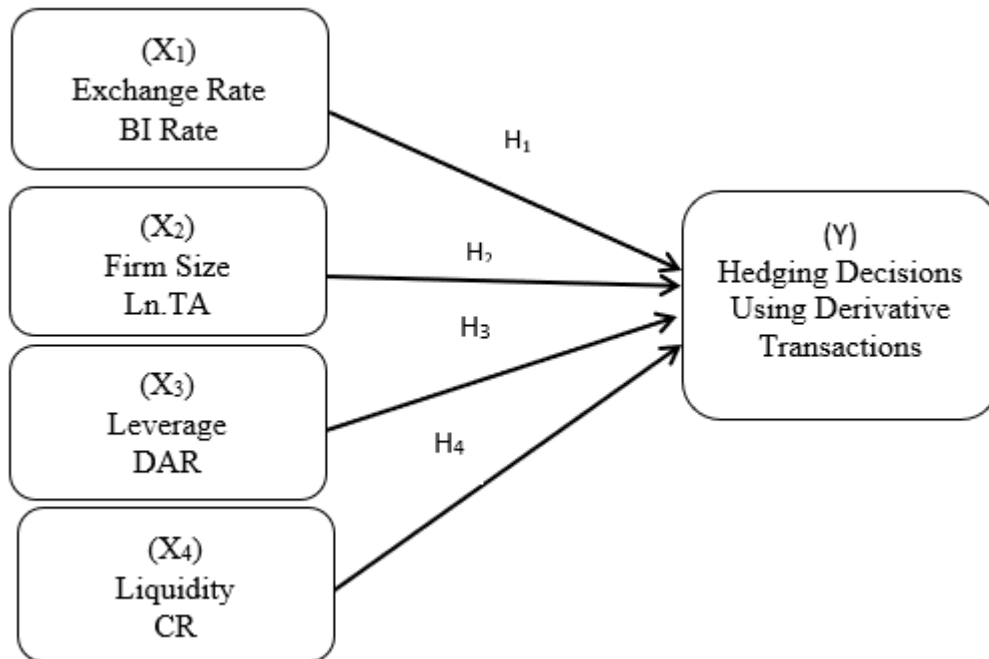 (X₁)
Exchange Rate
BI Rate
H₁
(X₂)
Firm Size
Ln.TA
H₂
(Y)
Hedging Decisions
Using Derivative
Transactions
H₃
(X₃)
Leverage
DAR
H₄
(X₄)
Liquidity
CR